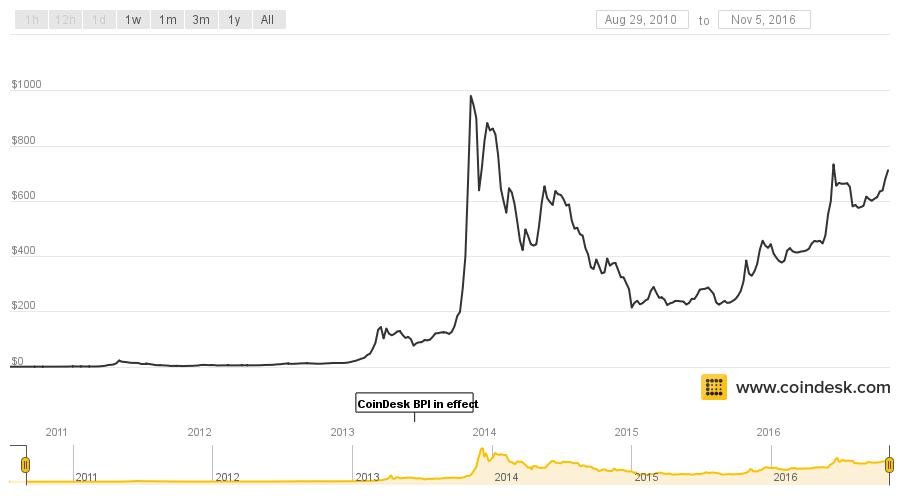 1h 12h 1d 1w 1m 3m 1y All Aug 29, 2010 to Nov 5, 2016
$1000
$800
$600
$400
$200
$0
www.coindesk.com
CoinDesk BPI in effect
2011 2012 2013 2014 2015 2016
2011 2012 2013 2014 2015 2016